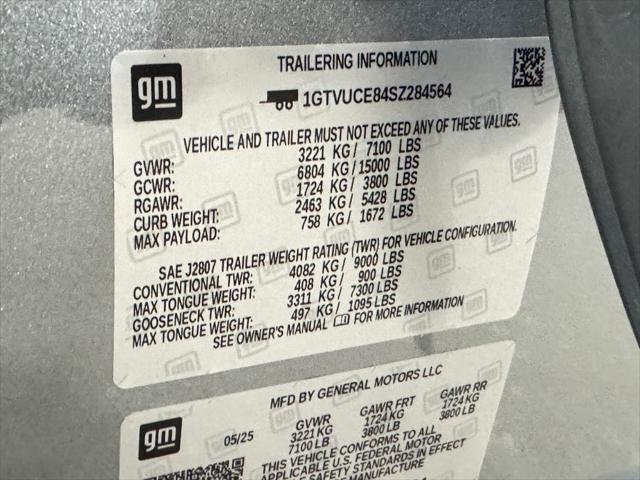 gm
TRAILERING INFORMATION
1GTVUCE84SZ284564
VEHICLE AND TRAILER MUST NOT EXCEED ANY OF THESE VALUES.
GVWR: 3221 KG/ 7100 LBS
GCWR: 6804 KG/15000 LBS
RGAWR: 1724 KG/ 3800 LBS
CURB WEIGHT: 2463 KG/ 5428 LBS
MAX PAYLOAD: 758 KG/ 1672 LBS
SAE J2807 TRAILER WEIGHT RATING (TWR) FOR VEHICLE CONFIGURATION.
CONVENTIONAL TWR: 4082 KG/ 9000 LBS
MAX TONGUE WEIGHT: 408 KG/ 900 LBS
GOOSENECK TWR: 3311 KG/ 7300 LBS
MAX TONGUE WEIGHT: 497 KG/ 1095 LBS
SEE OWNER'S MANUAL FOR MORE INFORMATION
gm
MFD BY GENERAL MOTORS LLC
05/25 GVWR GAWR FRT GAWR RR
3221 KG 1724 KG 1724 KG
7100 LB 3800 LB 3800 LB
THIS VEHICLE CONFORMS TO ALL
APPLICABLE U.S. FEDERAL MOTOR
SAFETY STANDARDS IN EFFECT
MANUFACTURE